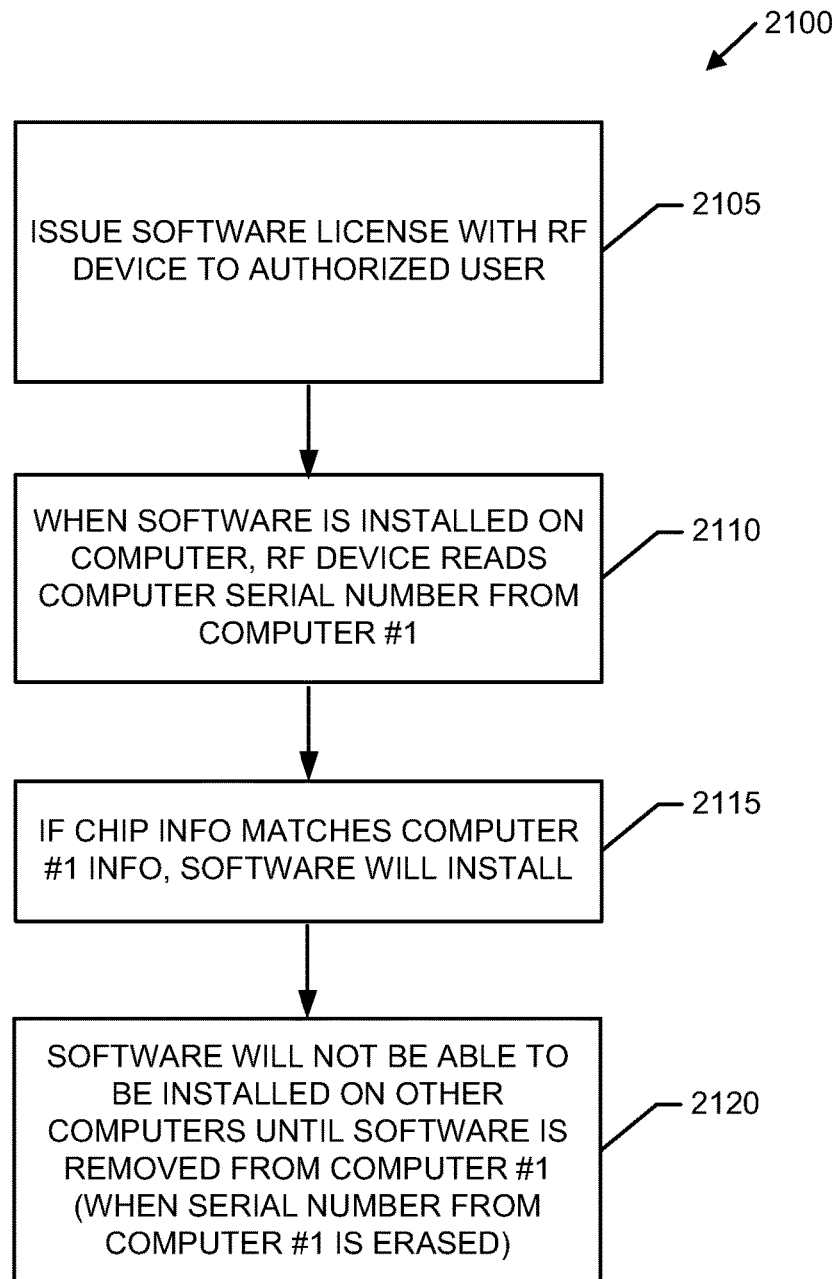 2100
ISSUE SOFTWARE LICENSE WITH RF
DEVICE TO AUTHORIZED USER
2105
WHEN SOFTWARE IS INSTALLED ON
COMPUTER, RF DEVICE READS
COMPUTER SERIAL NUMBER FROM
COMPUTER #1
2110
IF CHIP INFO MATCHES COMPUTER
#1 INFO, SOFTWARE WILL INSTALL
2115
SOFTWARE WILL NOT BE ABLE TO
BE INSTALLED ON OTHER
COMPUTERS UNTIL SOFTWARE IS
REMOVED FROM COMPUTER #1
(WHEN SERIAL NUMBER FROM
COMPUTER #1 IS ERASED)
2120